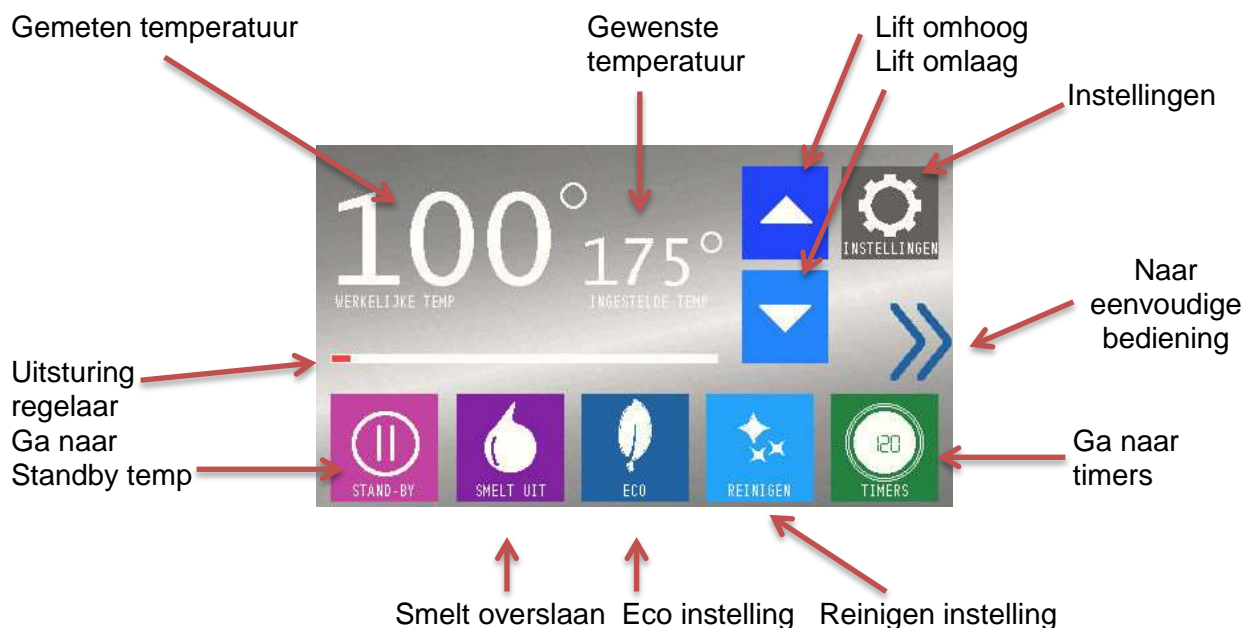 Gemeten temperatuur
Gewenste
temperatuur
Lift omhoog
Lift omlaag
Instellingen
100°
175°
WERKELIJKE TEMP
INGESTELDE TEMP
INSTELLINGEN
Naar
eenvoudige
bediening
Uitsturing
regelaar
Ga naar
Standby temp
STAND-BY
SMELT UIT
ECO
REINIGEN
120
TIMERS
Ga naar
timers
Smelt overslaan
Eco instelling
Reinigen instelling